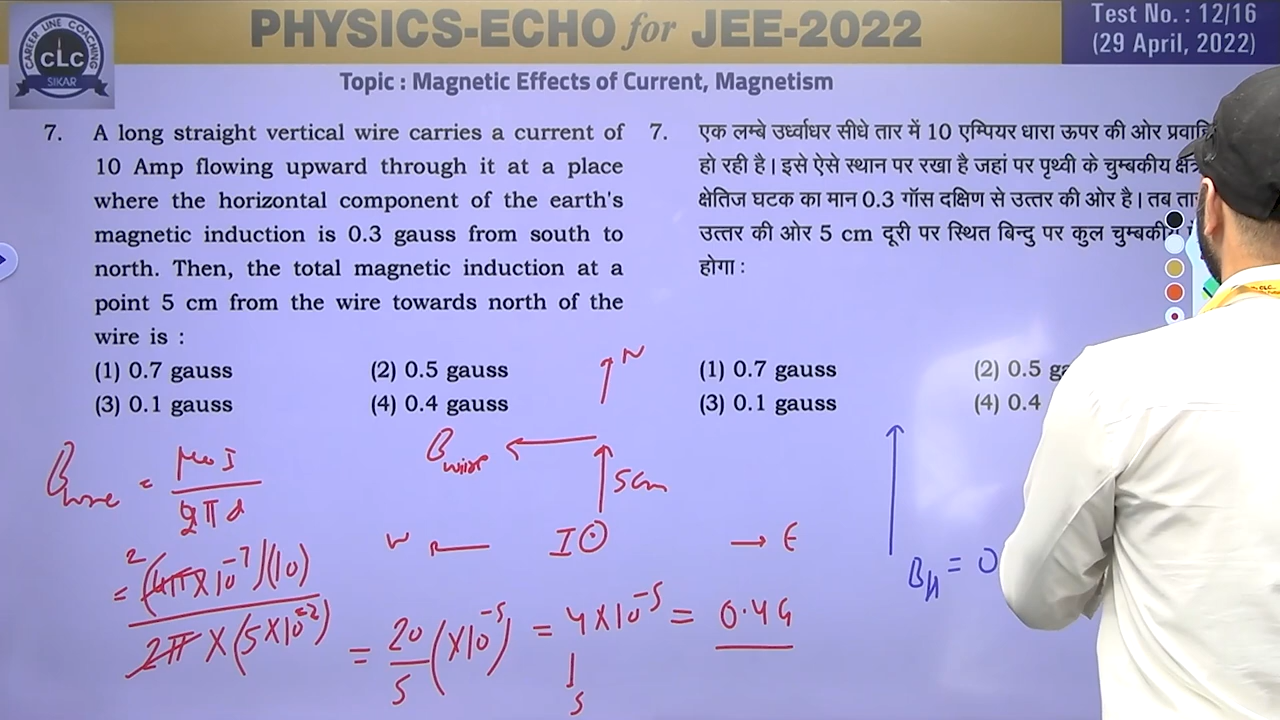 CAREER LINE COACHING
CLC
SIKAR
PHYSICS-ECHO for JEE-2022
Test No. : 12/16
(29 April, 2022)
Topic : Magnetic Effects of Current, Magnetism
7. A long straight vertical wire carries a current of
10 Amp flowing upward through it at a place
where the horizontal component of the earth's
magnetic induction is 0.3 gauss from south to
north. Then, the total magnetic induction at a
point 5 cm from the wire towards north of the
wire is :
(1) 0.7 gauss (2) 0.5 gauss
(3) 0.1 gauss (4) 0.4 gauss
7. एक लम्बे उर्ध्वाधर सीधे तार में 10 एम्पियर धारा ऊपर की ओर
हो रही है। इसे ऐसे स्थान पर रखा है जहां पर पृथ्वी के चुम्बकीय
क्षेतिज घटक का मान 0.3 गॉस दक्षिण से उत्तर की ओर है। तब
उत्तर की ओर 5 cm दूरी पर स्थित बिन्दु पर कुल
होगा :
(1) 0.7 gauss (2) 0.5
(3) 0.1 gauss (4) 0.4
N
B wire
5cm
W I E
B wire = μ₀I / 2πd
= (4π×10⁻⁷)(10) / 2π×(5×10⁻²)
2
= 20/5 (×10⁻⁵) = 4×10⁻⁵ = 0.4G
B_H = 0